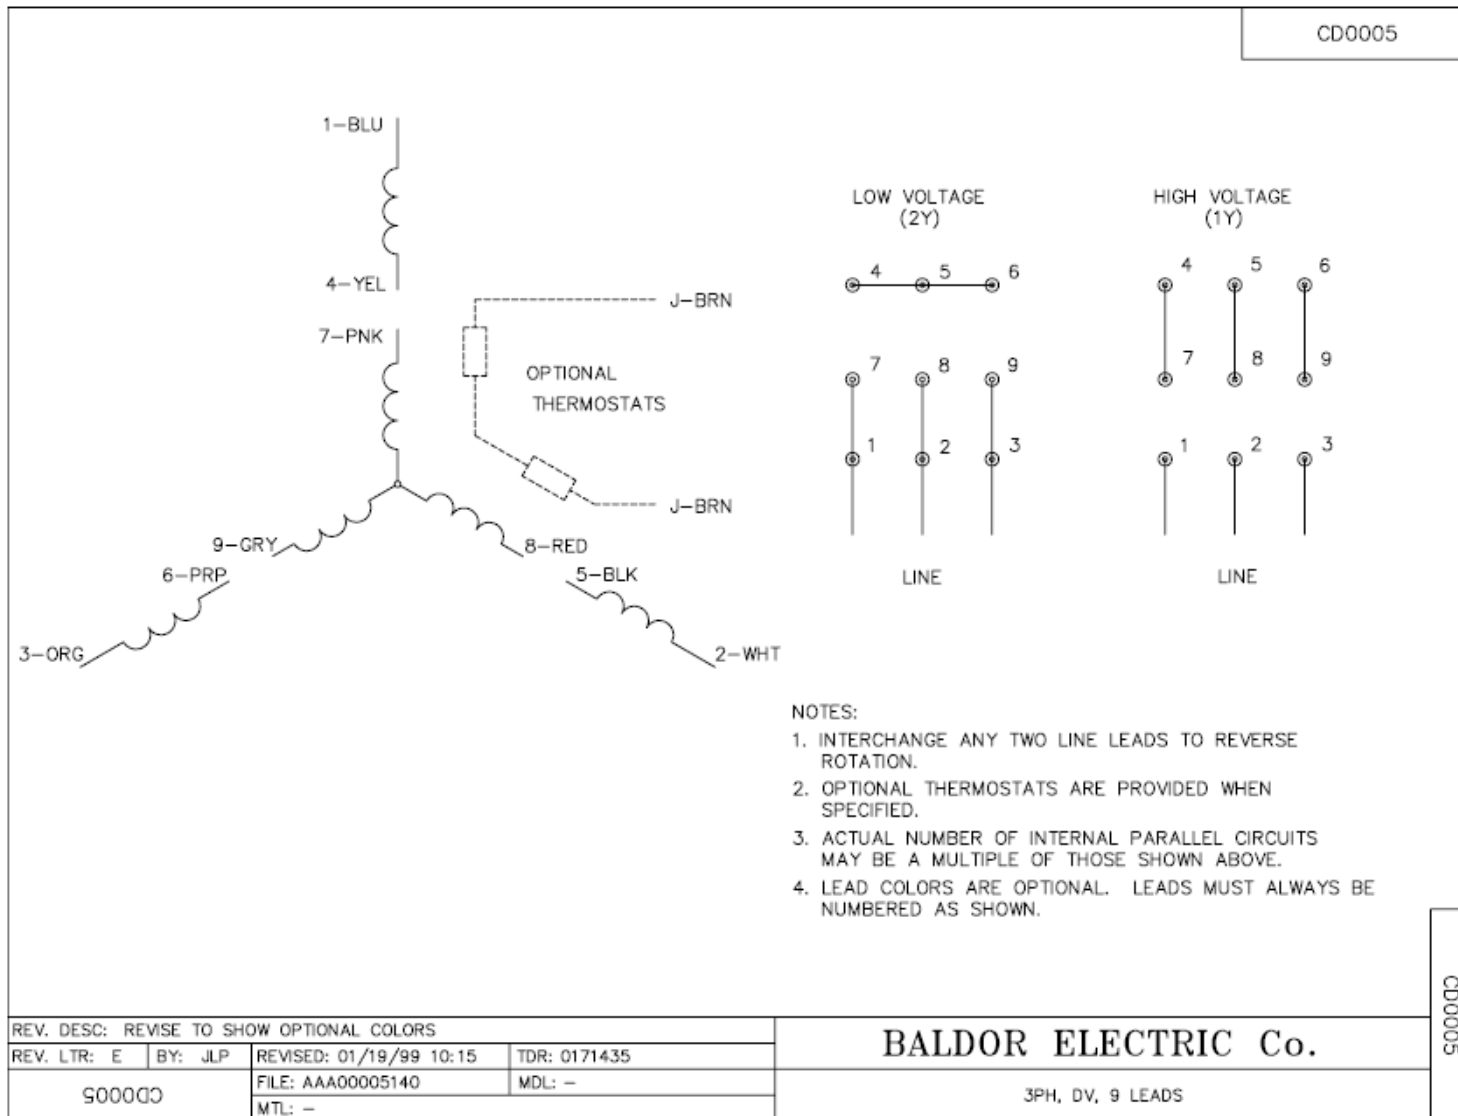 CD0005
1-BLU
4-YEL
7-PNK
J-BRN
OPTIONAL
THERMOSTATS
J-BRN
9-GRY
8-RED
6-PRP
5-BLK
3-ORG
2-WHT
LOW VOLTAGE
(2Y)
4 5 6
7 8 9
1 2 3
LINE
HIGH VOLTAGE
(1Y)
4 5 6
7 8 9
1 2 3
LINE
NOTES:
1. INTERCHANGE ANY TWO LINE LEADS TO REVERSE
ROTATION.
2. OPTIONAL THERMOSTATS ARE PROVIDED WHEN
SPECIFIED.
3. ACTUAL NUMBER OF INTERNAL PARALLEL CIRCUITS
MAY BE A MULTIPLE OF THOSE SHOWN ABOVE.
4. LEAD COLORS ARE OPTIONAL. LEADS MUST ALWAYS BE
NUMBERED AS SHOWN.
CD0005
REV. DESC: REVISE TO SHOW OPTIONAL COLORS
REV. LTR: E BY: JLP REVISED: 01/19/99 10:15 TDR: 0171435
CD0005
FILE: AAA00005140 MDL: -
MTL: -
BALDOR ELECTRIC Co.
3PH, DV, 9 LEADS